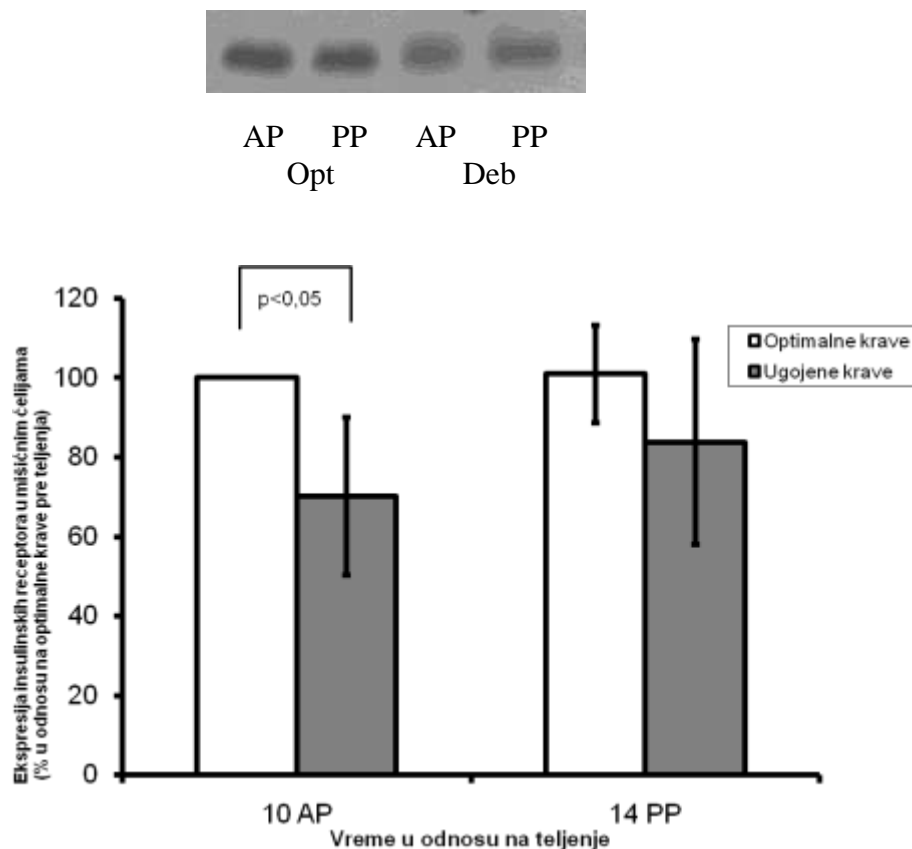 AP PP AP PP
Opt Deb
p<0,05
120
100
80
60
40
20
0
Optimalne krave
Ugojene krave
Ekspresija insulinskih receptora u mišićnim ćelijama
(% u odnosu na optimalne krave pre teljenja)
10 AP 14 PP
Vreme u odnosu na teljenje